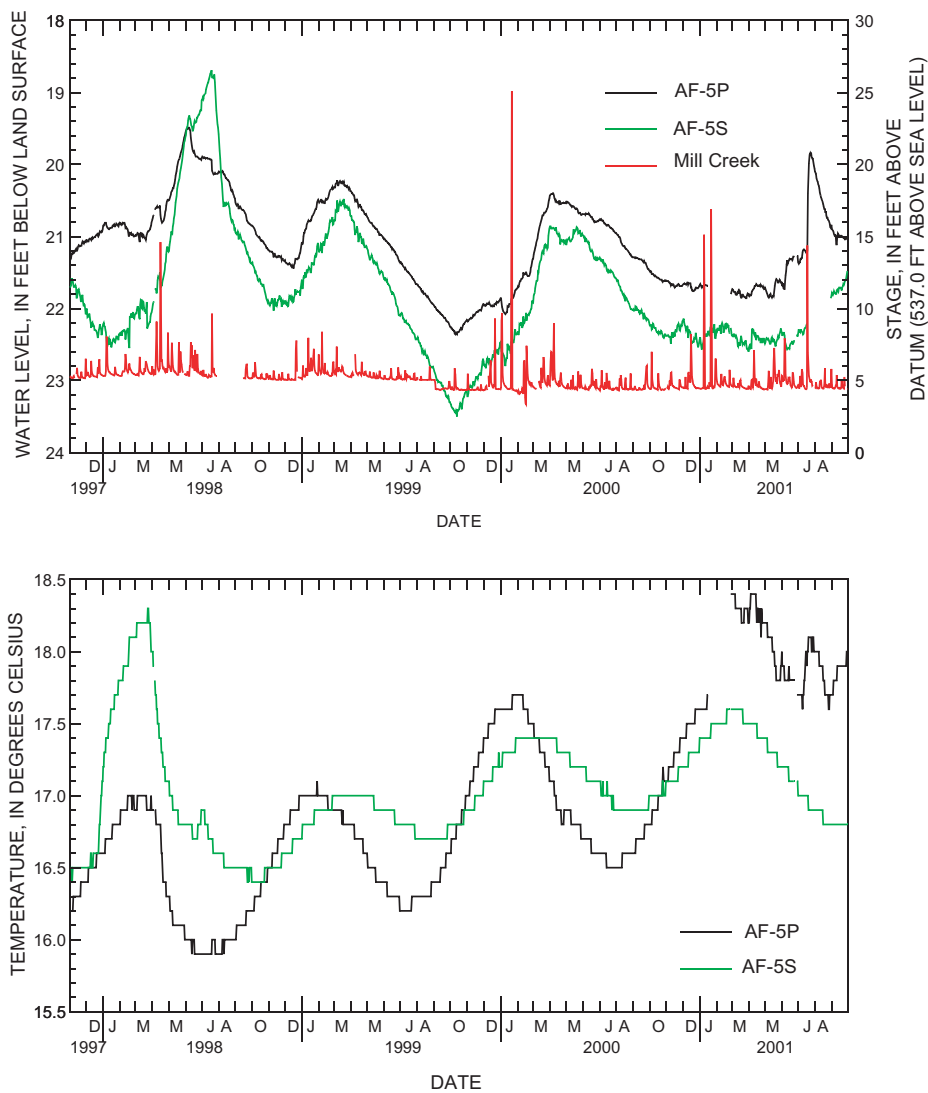 WATER LEVEL, IN FEET BELOW LAND SURFACE
18
19
20
21
22
23
24
30
25
20
15
10
5
0
STAGE, IN FEET ABOVE
DATUM (537.0 FT ABOVE SEA LEVEL)
AF-5P
AF-5S
Mill Creek
D J M M J A O D J M M J A O D J M M J A O D J M M J A
1997 1998 1999 2000 2001
DATE
TEMPERATURE, IN DEGREES CELSIUS
18.5
18.0
17.5
17.0
16.5
16.0
15.5
AF-5P
AF-5S
D J M M J A O D J M M J A O D J M M J A O D J M M J A
1997 1998 1999 2000 2001
DATE